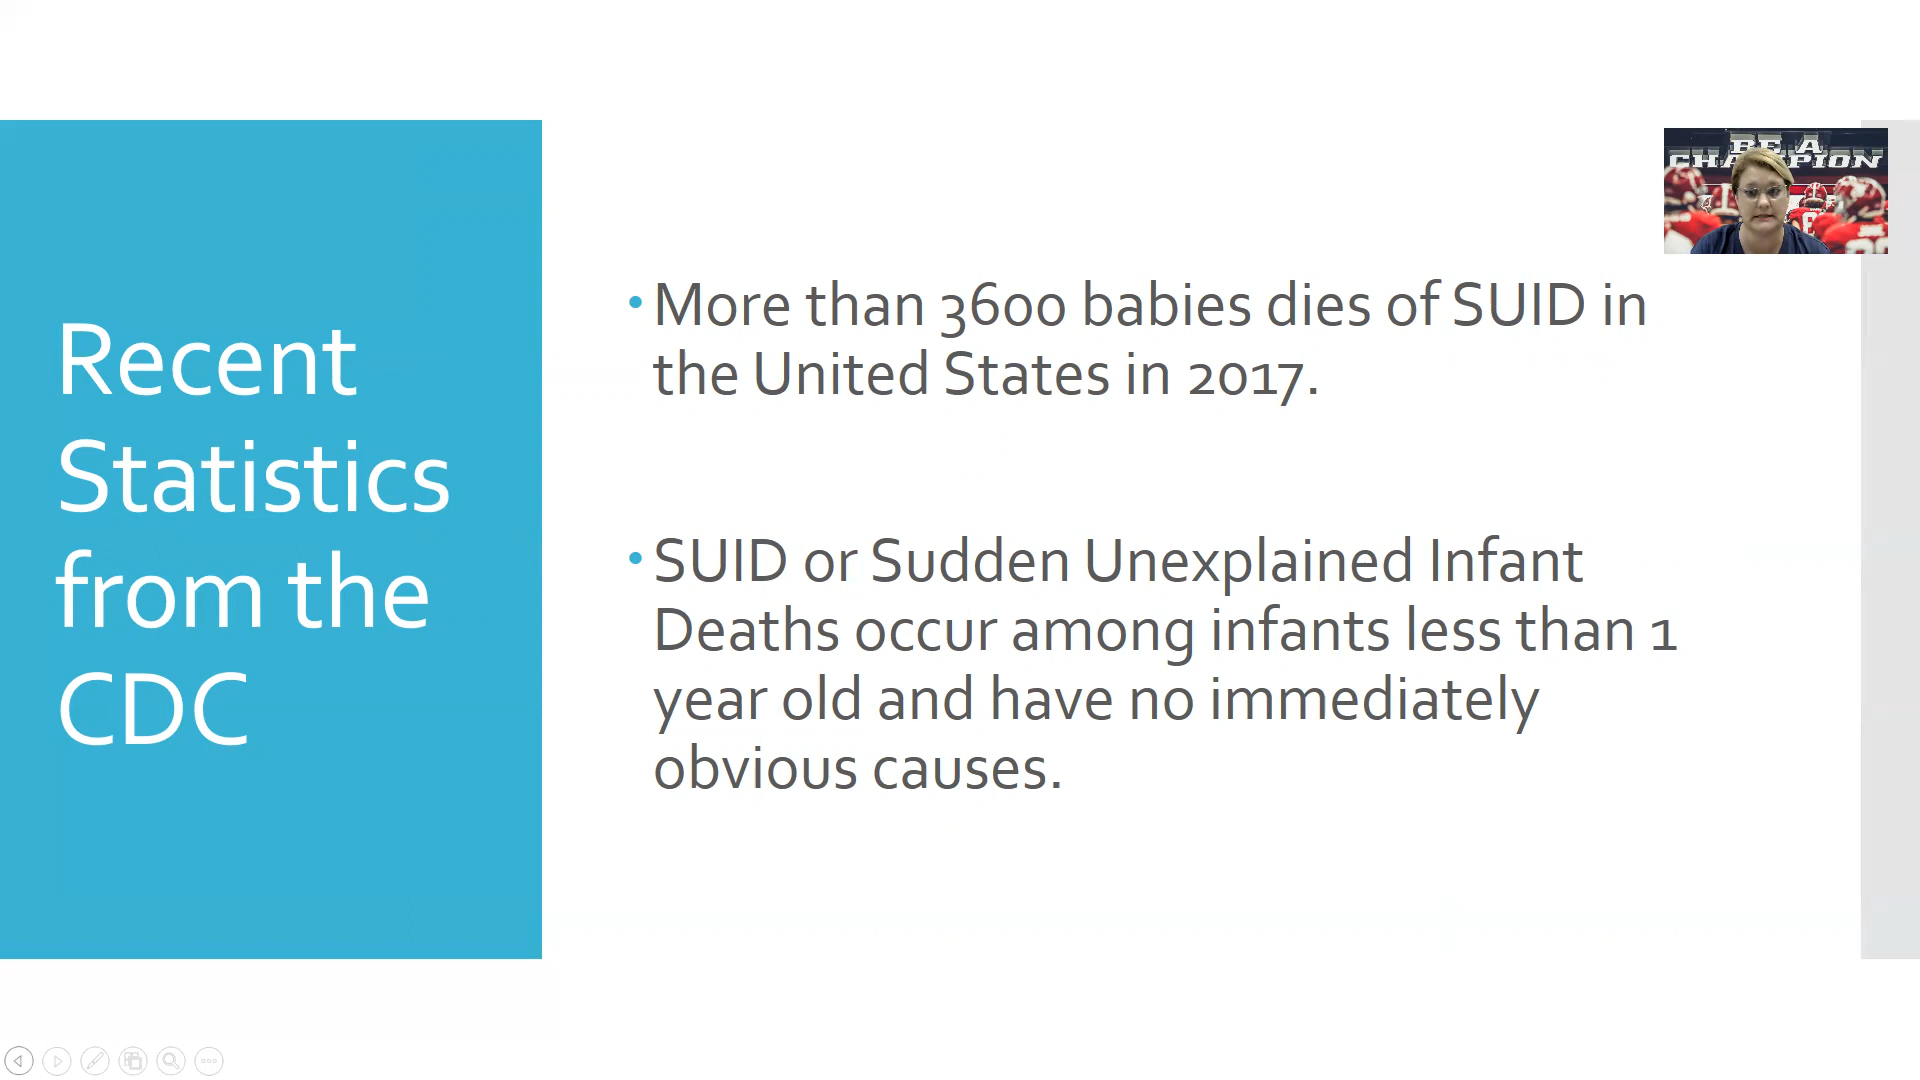 Recent
Statistics
from the
CDC
BE A
CHAMPION
• More than 3600 babies dies of SUID in
the United States in 2017.
• SUID or Sudden Unexplained Infant
Deaths occur among infants less than 1
year old and have no immediately
obvious causes.